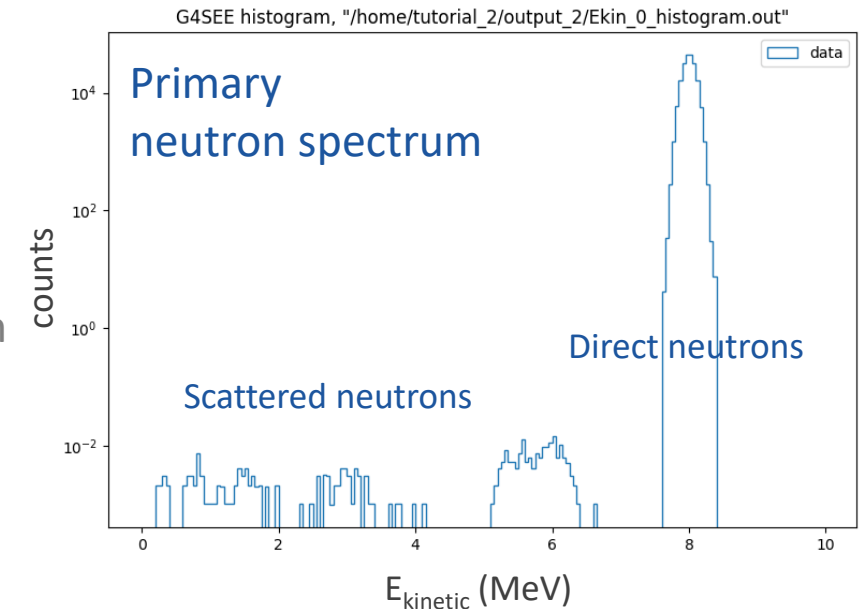 G4SEE histogram, "/home/tutorial_2/output_2/Ekin_0_histogram.out"
data
Primary
neutron spectrum
10⁴
10²
10⁰
10⁻²
counts
n
Direct neutrons
Scattered neutrons
0 2 4 6 8 10
E_kinetic (MeV)